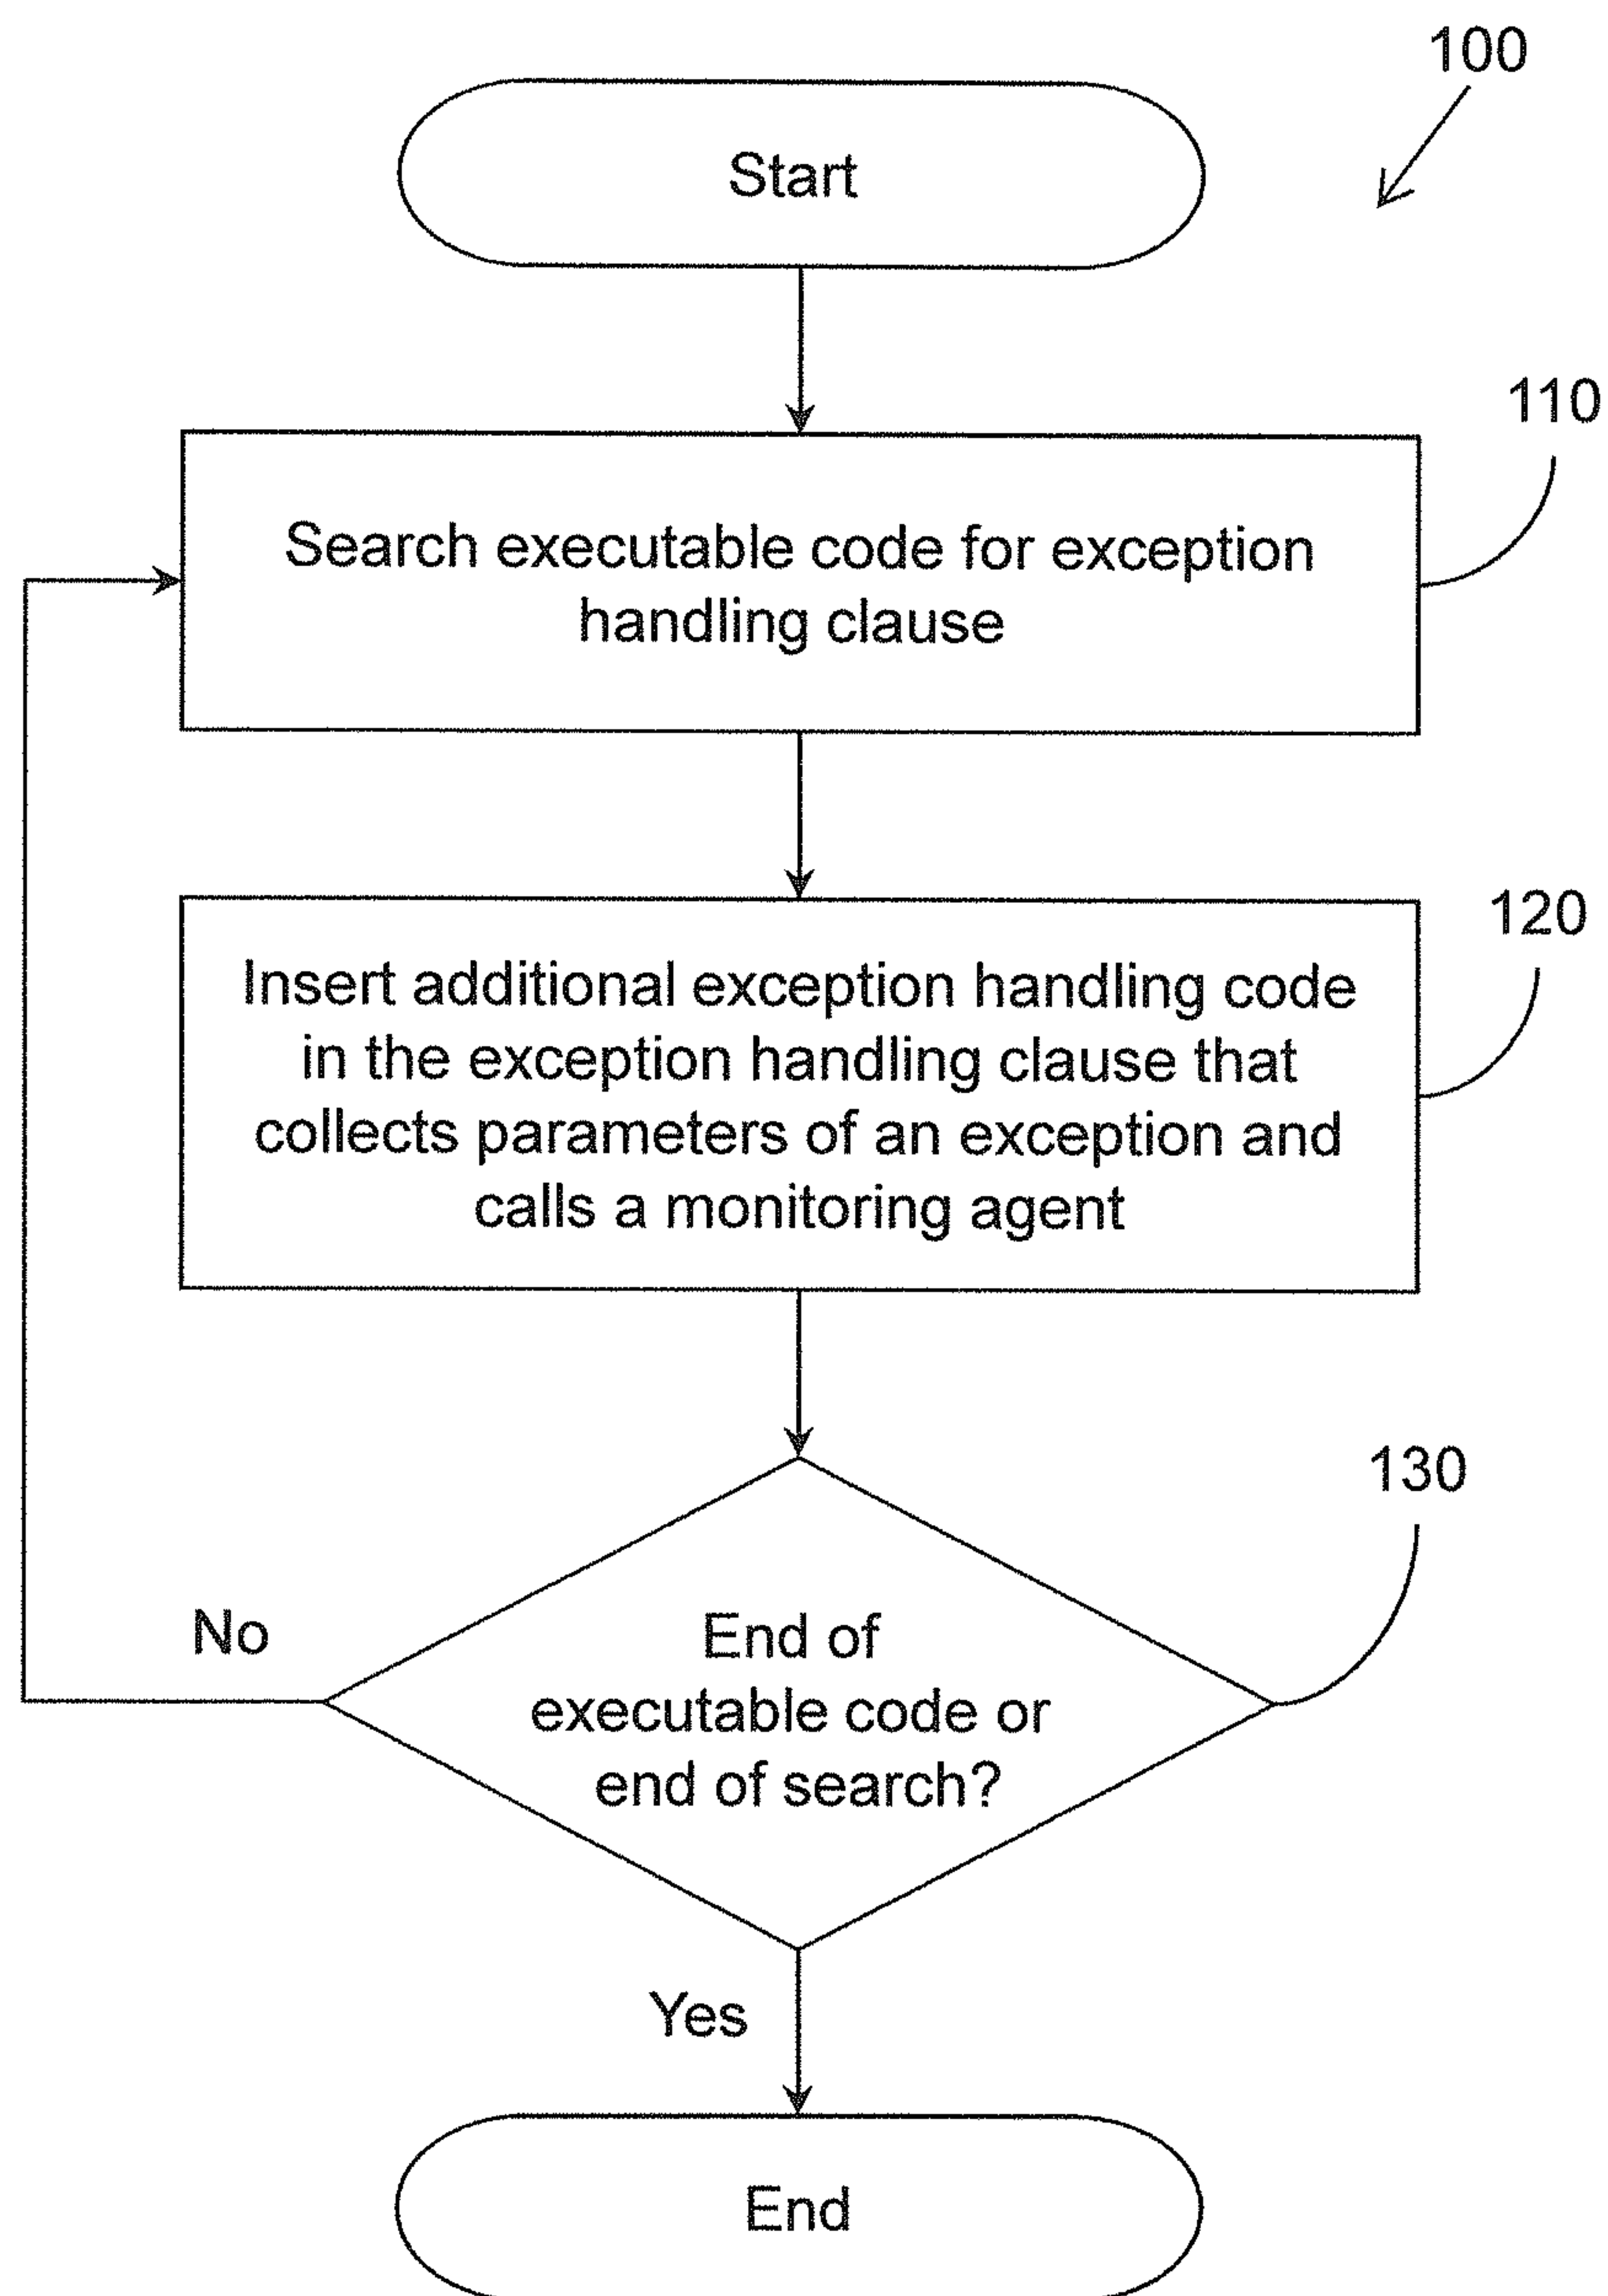 100
Start
110
Search executable code for exception
handling clause
120
Insert additional exception handling code
in the exception handling clause that
collects parameters of an exception and
calls a monitoring agent
130
No
End of
executable code or
end of search?
Yes
End